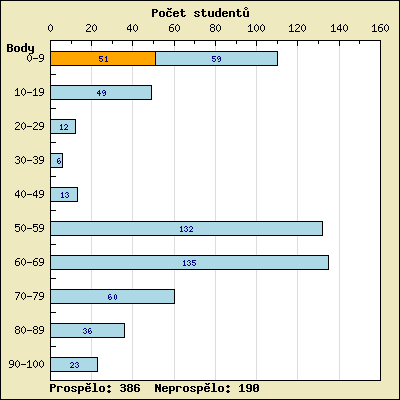 Počet studentů
0 20 40 60 80 100 120 140 160
Body
0-9 51 59
10-19 49
20-29 12
30-39 6
40-49 13
50-59 132
60-69 135
70-79 60
80-89 36
90-100 23
Prospělo: 386 Neprospělo: 190